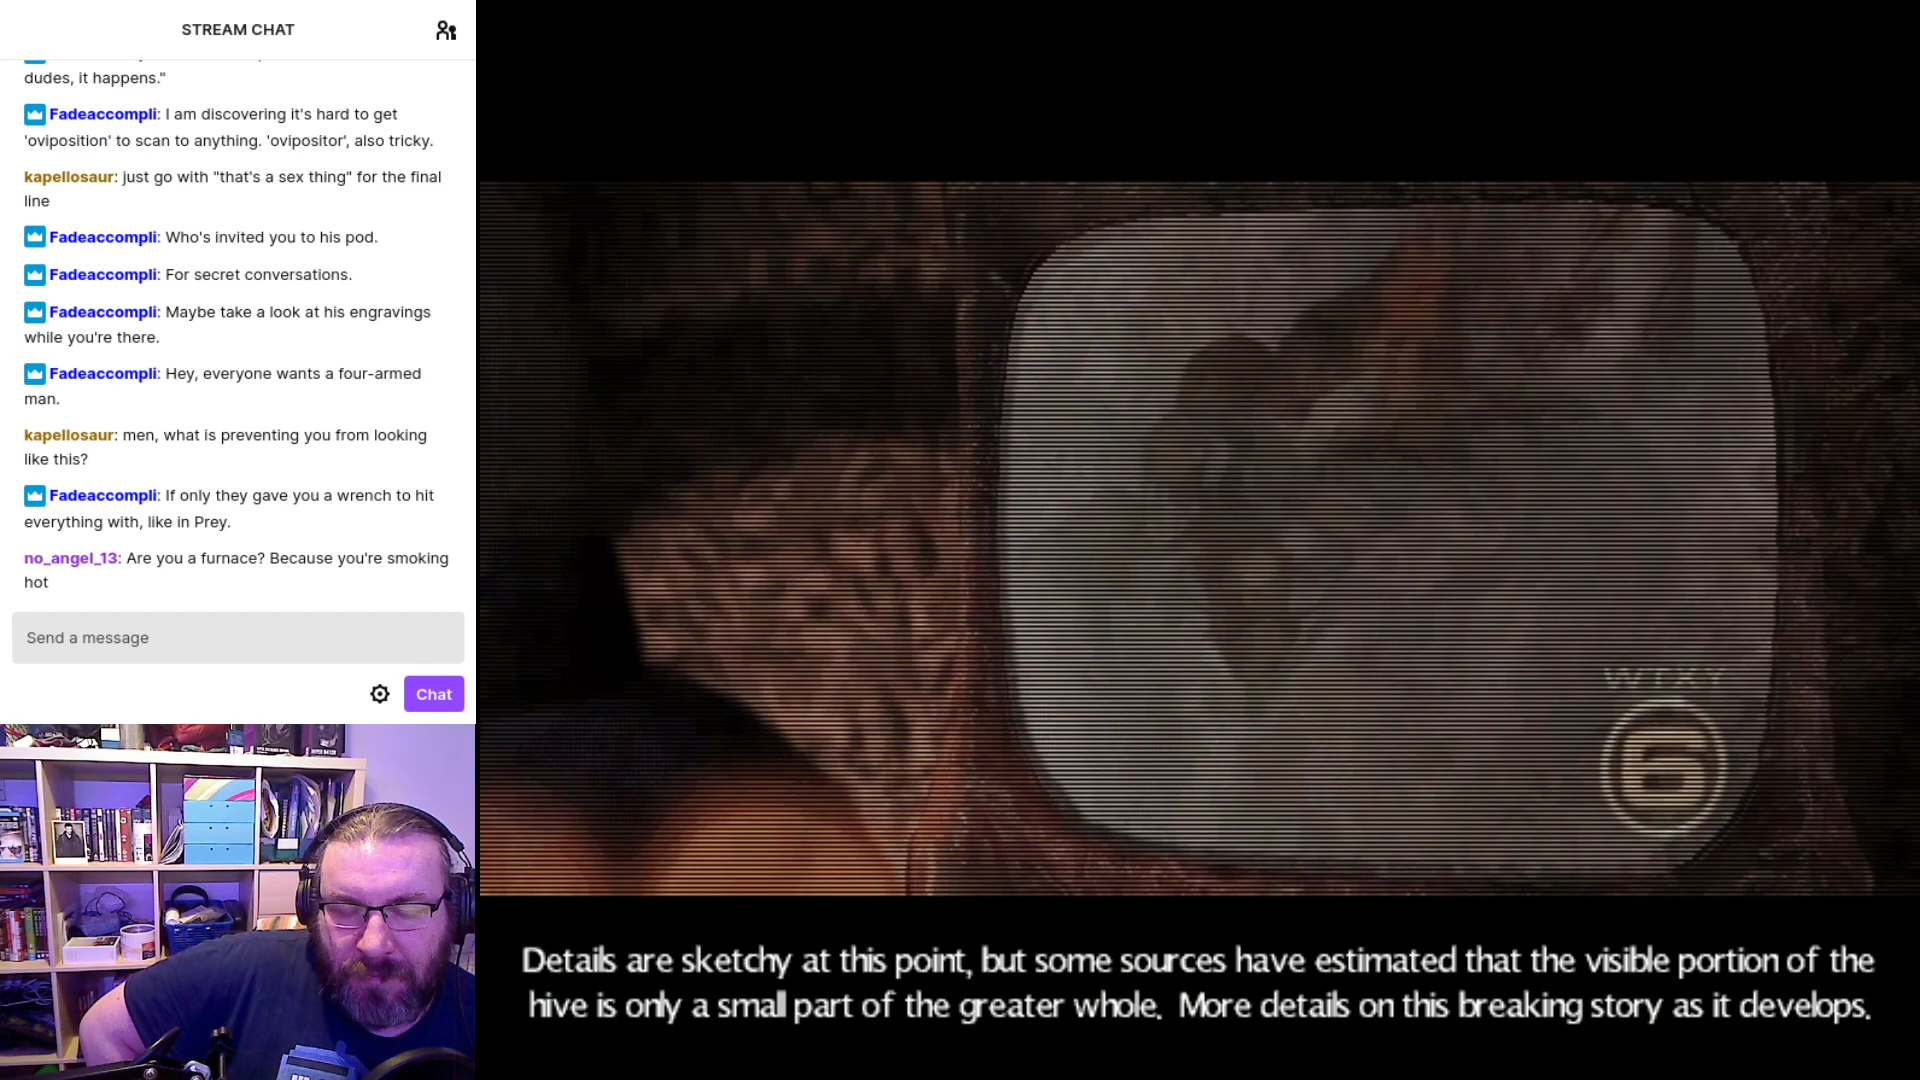 STREAM CHAT
dudes, it happens."
Fadeaccompli: I am discovering it's hard to get
'oviposition' to scan to anything. 'ovipositor', also tricky.
kapellosaur: just go with "that's a sex thing" for the final
line
Fadeaccompli: Who's invited you to his pod.
Fadeaccompli: For secret conversations.
Fadeaccompli: Maybe take a look at his engravings
while you're there.
Fadeaccompli: Hey, everyone wants a four-armed
man.
kapellosaur: men, what is preventing you from looking
like this?
Fadeaccompli: If only they gave you a wrench to hit
everything with, like in Prey.
no_angel_13: Are you a furnace? Because you're smoking
hot
Send a message
Chat
6
Details are sketchy at this point, but some sources have estimated that the visible portion of the
hive is only a small part of the greater whole. More details on this breaking story as it develops.